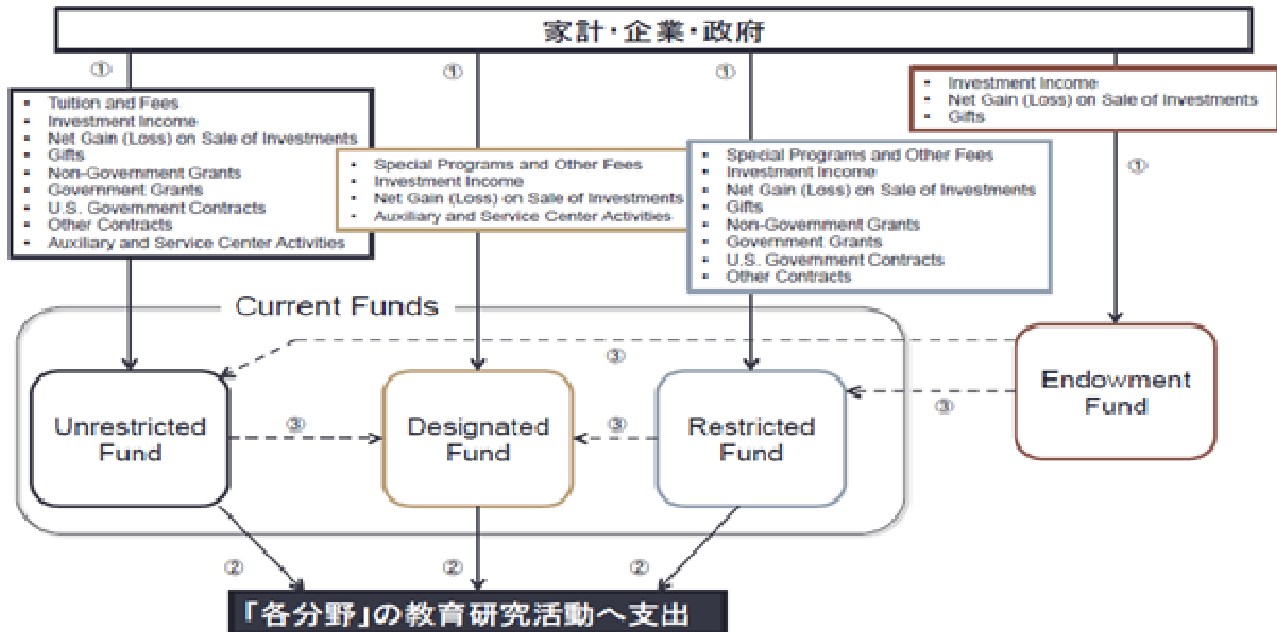 家計・企業・政府
①
①
①
▪ Tuition and Fees
▪ Investment Income
▪ Net Gain (Loss) on Sale of Investments
▪ Gifts
▪ Non-Government Grants
▪ Government Grants
▪ U.S. Government Contracts
▪ Other Contracts
▪ Auxiliary and Service Center Activities
• Special Programs and Other Fees
• Investment Income
• Net Gain (Loss) on Sale of Investments
• Auxiliary and Service Center Activities
▪ Special Programs and Other Fees
▪ Investment Income
▪ Net Gain (Loss) on Sale of Investments
▪ Gifts
▪ Non-Government Grants
▪ Government Grants
▪ U.S. Government Contracts
▪ Other Contracts
• Investment Income
• Net Gain (Loss) on Sale of Investments
• Gifts
①
Current Funds
③
Unrestricted
Fund
③
Designated
Fund
③
Restricted
Fund
③
Endowment
Fund
②
②
②
「各分野」の教育研究活動へ支出